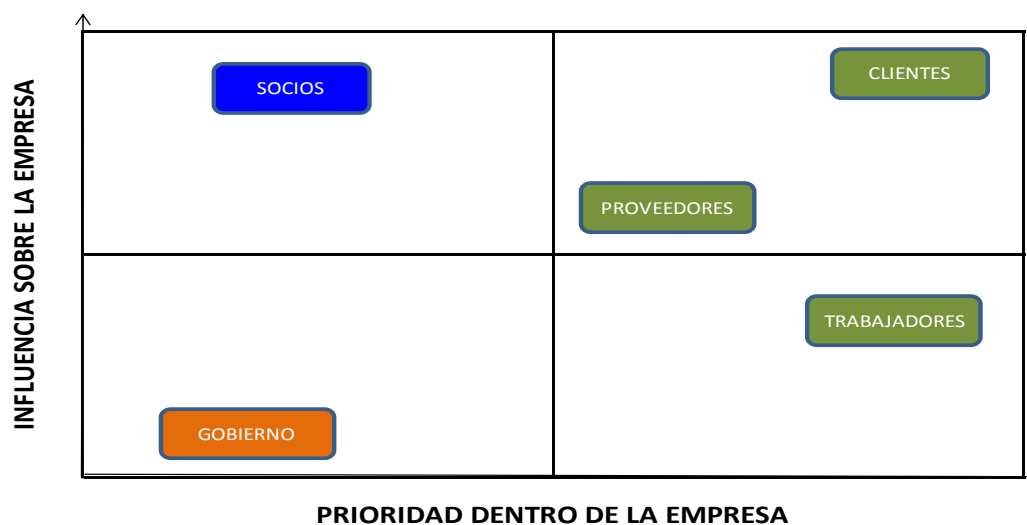 INFLUENCIA SOBRE LA EMPRESA
SOCIOS
CLIENTES
PROVEEDORES
TRABAJADORES
GOBIERNO
PRIORIDAD DENTRO DE LA EMPRESA